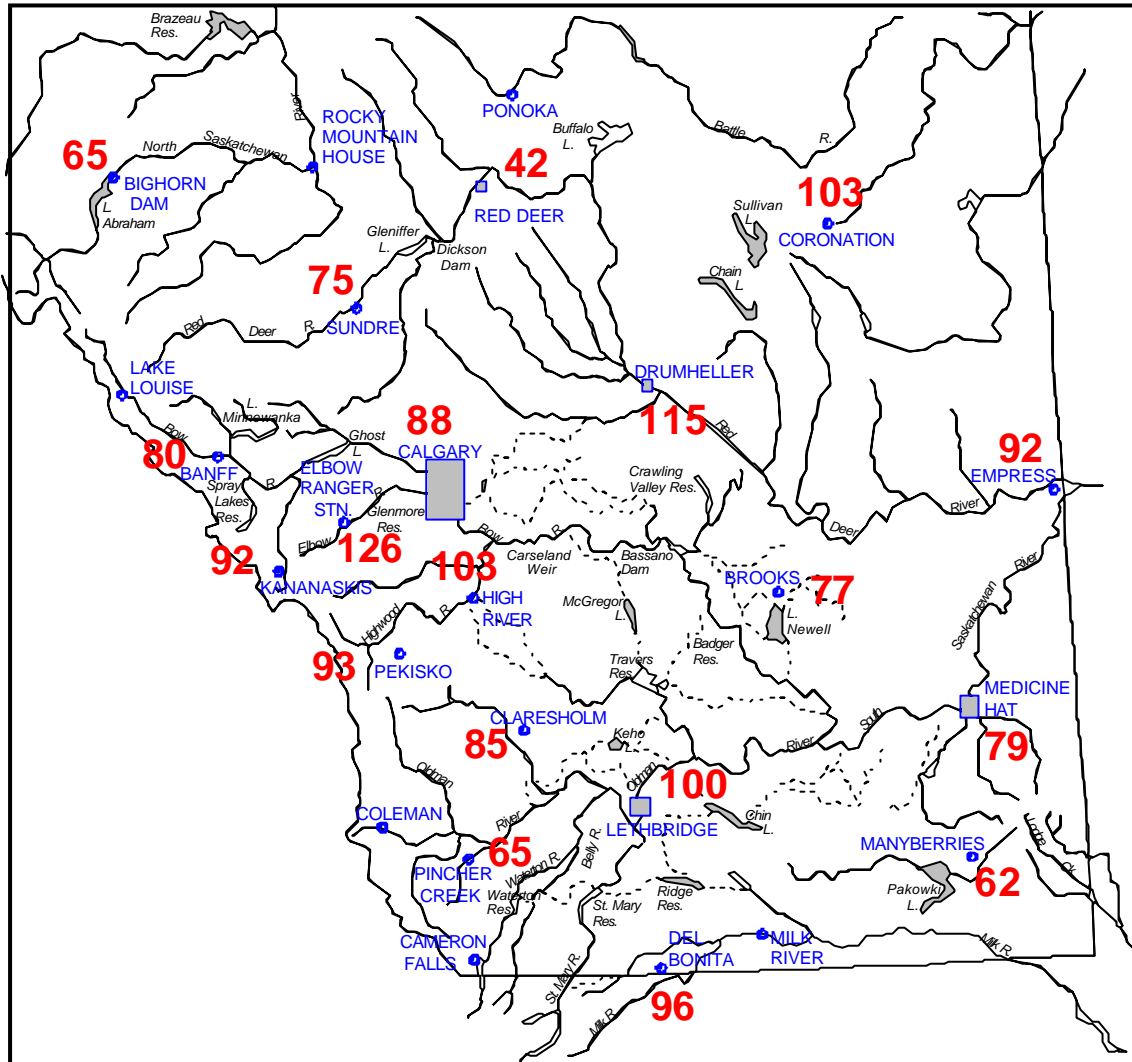 Brazeau
Res.
River
ROCKY
MOUNTAIN
HOUSE
PONOKA
Buffalo
L.
Battle
R.
65
North
Saskatchewan
BIGHORN
DAM
L.
Abraham
42
RED DEER
103
Sullivan
L.
CORONATION
Gleniffer
L.
Dickson
Dam
Chain
L.
75
SUNDRE
Red
Deer
R.
LAKE
LOUISE
DRUMHELLER
115
Red
L.
Minnewanka
88
CALGARY
Ghost
L.
Bow
80
BANFF
R.
Spray
Lakes
Res.
ELBOW
RANGER
STN.
R.
Glenmore
Res.
Elbow
126
Crawling
Valley Res.
92
EMPRESS
River
Deer
Bow
R.
Carseland
Weir
Bassano
Dam
92
KANANASKIS
103
HIGH
RIVER
BROOKS
77
L.
Newell
McGregor
L.
River
Saskatchewan
Highwood
R.
93
PEKISKO
Travers
Res.
Badger
Res.
MEDICINE
HAT
79
CLARESHOLM
85
Keho
L.
River
South
Oldman
Oldman
100
LETHBRIDGE
Chin
L.
COLEMAN
River
65
PINCHER
CREEK
Waterton R.
Waterton
Res.
Belly R.
St. Mary
Res.
Ridge
Res.
MANYBERRIES
62
Pakowki
L.
Lodge
Ck.
CAMERON
FALLS
St. Mary R.
DEL
BONITA
MILK
RIVER
Milk R.
96
Milk R.